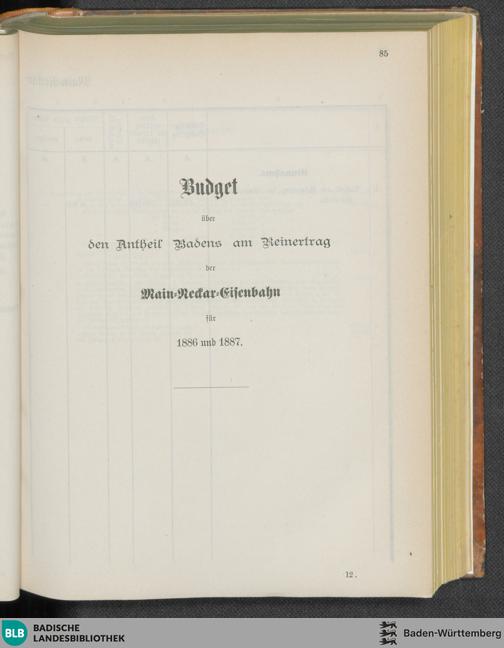 85
Budget
über
den Antheil Badens am Reinertrag
der
Main-Neckar-Eisenbahn
für
1886 und 1887.
12.
BLB BADISCHE
LANDESBIBLIOTHEK
Baden-Württemberg